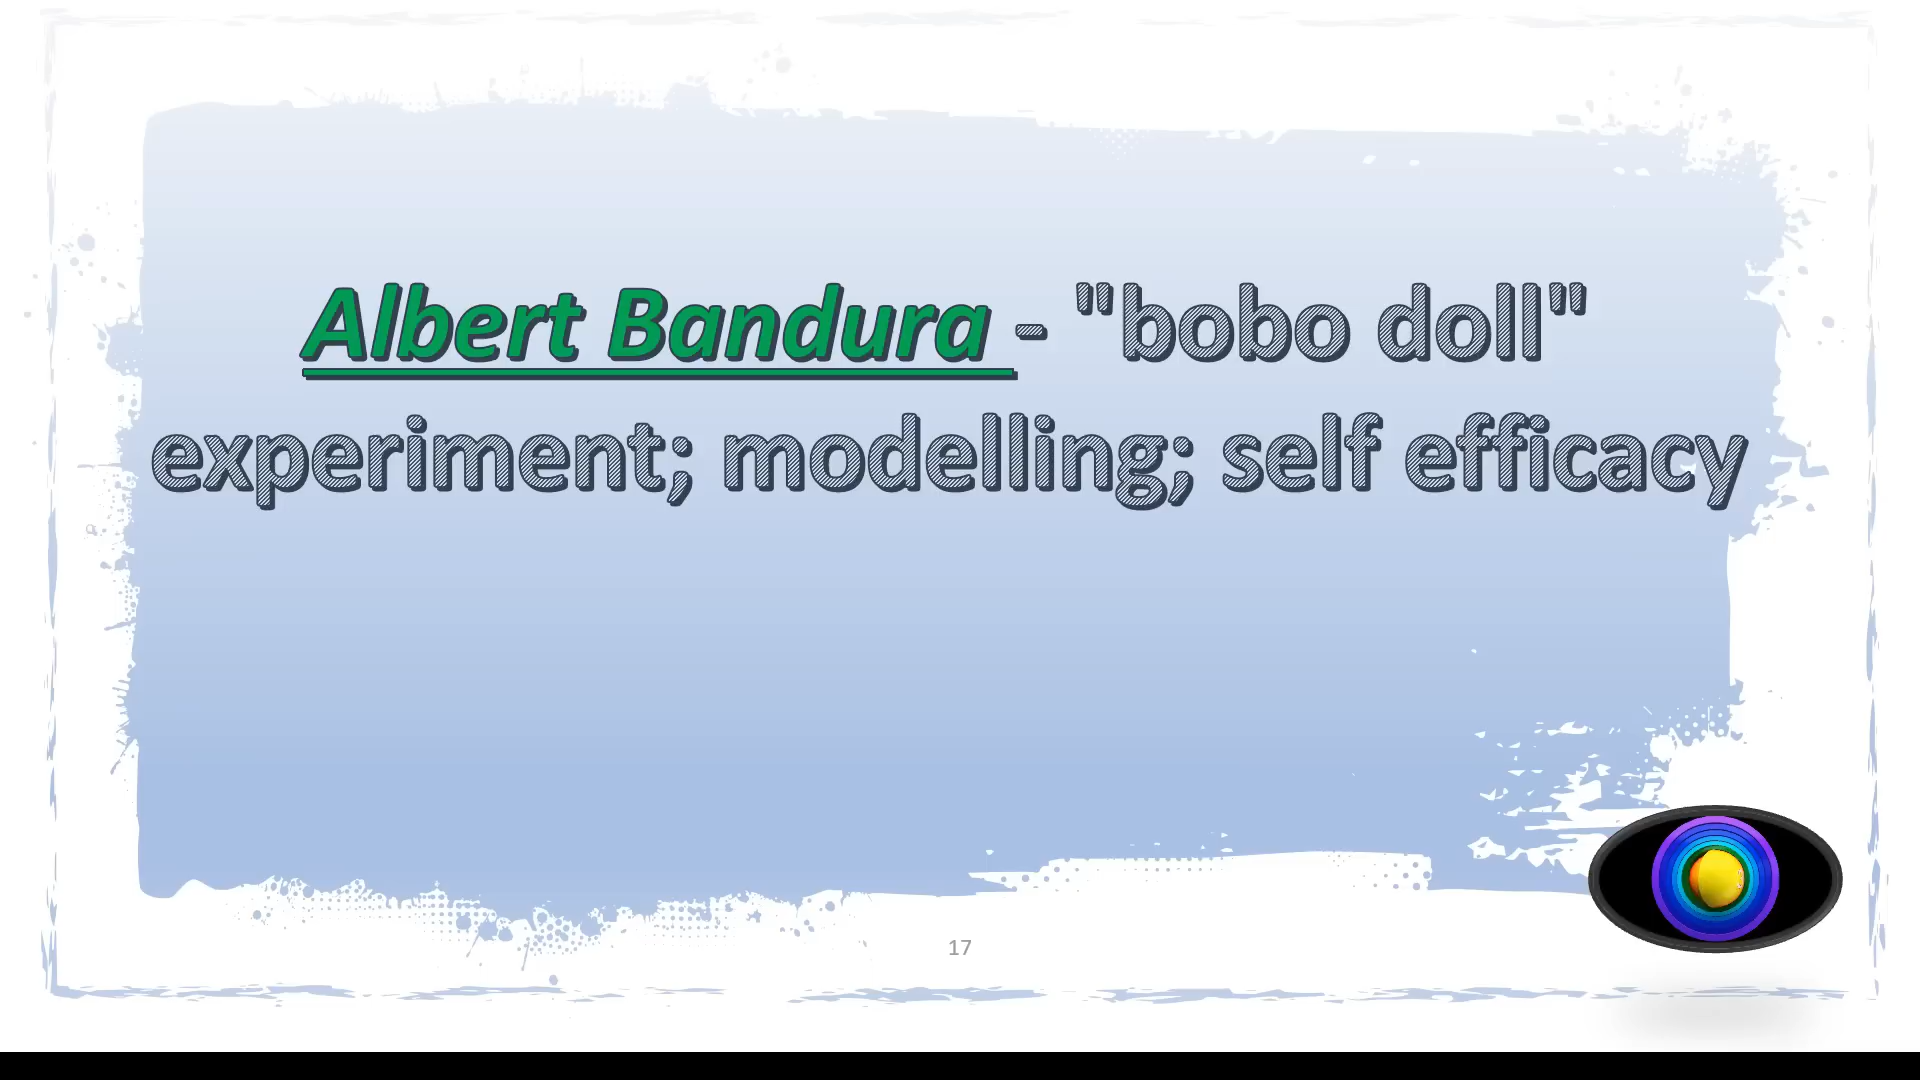 Albert Bandura - "bobo doll"
experiment; modelling; self efficacy
17